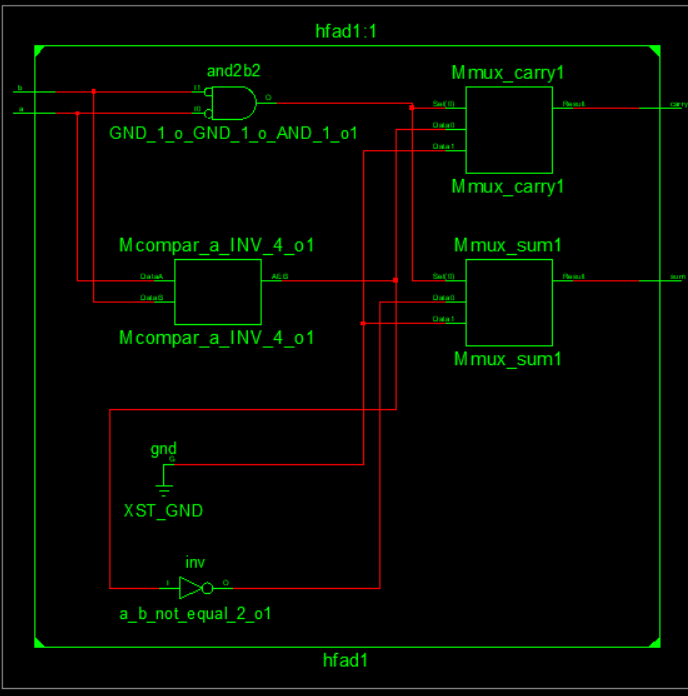 hfad1:1
and2b2
Mmux_carry1
b
I1
O
Sel(0)
Result
carry
a
I0
Data0
GND_1_o_GND_1_o_AND_1_o1
Data1
Mmux_carry1
Mcompar_a_INV_4_o1
Mmux_sum1
DataA
AEB
Sel(0)
Result
sum
DataB
Data0
Data1
Mcompar_a_INV_4_o1
Mmux_sum1
gnd
G
XST_GND
inv
I
O
a_b_not_equal_2_o1
hfad1